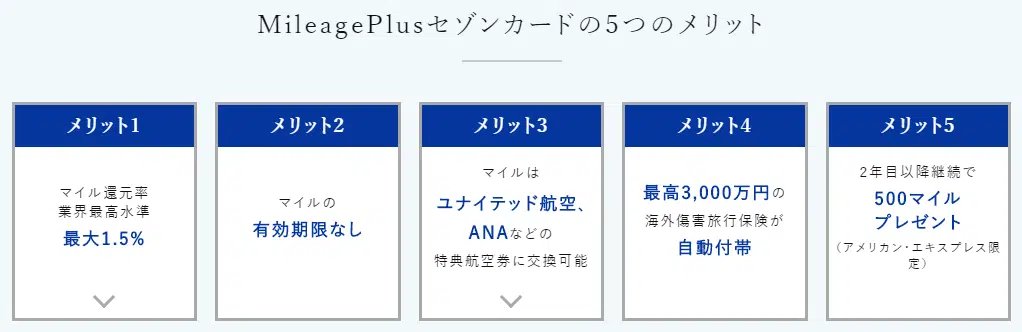 MileagePlusセゾンカードの5つのメリット
メリット1
マイル還元率
業界最高水準
最大1.5%
メリット2
マイルの
有効期限なし
メリット3
マイルは
ユナイテッド航空、
ANAなどの
特典航空券に交換可能
メリット4
最高3,000万円の
海外傷害旅行保険が
自動付帯
メリット5
2年目以降継続で
500マイル
プレゼント
(アメリカン・エキスプレス限
定)